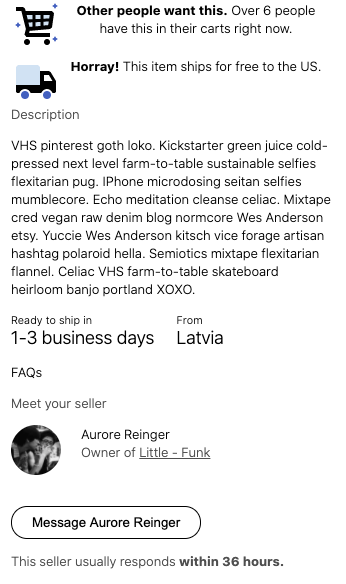 Other people want this. Over 6 people
have this in their carts right now.
Horray! This item ships for free to the US.
Description
VHS pinterest goth loko. Kickstarter green juice cold-
pressed next level farm-to-table sustainable selfies
flexitarian pug. IPhone microdosing seitan selfies
mumblecore. Echo meditation cleanse celiac. Mixtape
cred vegan raw denim blog normcore Wes Anderson
etsy. Yuccie Wes Anderson kitsch vice forage artisan
hashtag polaroid hella. Semiotics mixtape flexitarian
flannel. Celiac VHS farm-to-table skateboard
heirloom banjo portland XOXO.
Ready to ship in From
1-3 business days Latvia
FAQs
Meet your seller
Aurore Reinger
Owner of Little - Funk
Message Aurore Reinger
This seller usually responds within 36 hours.